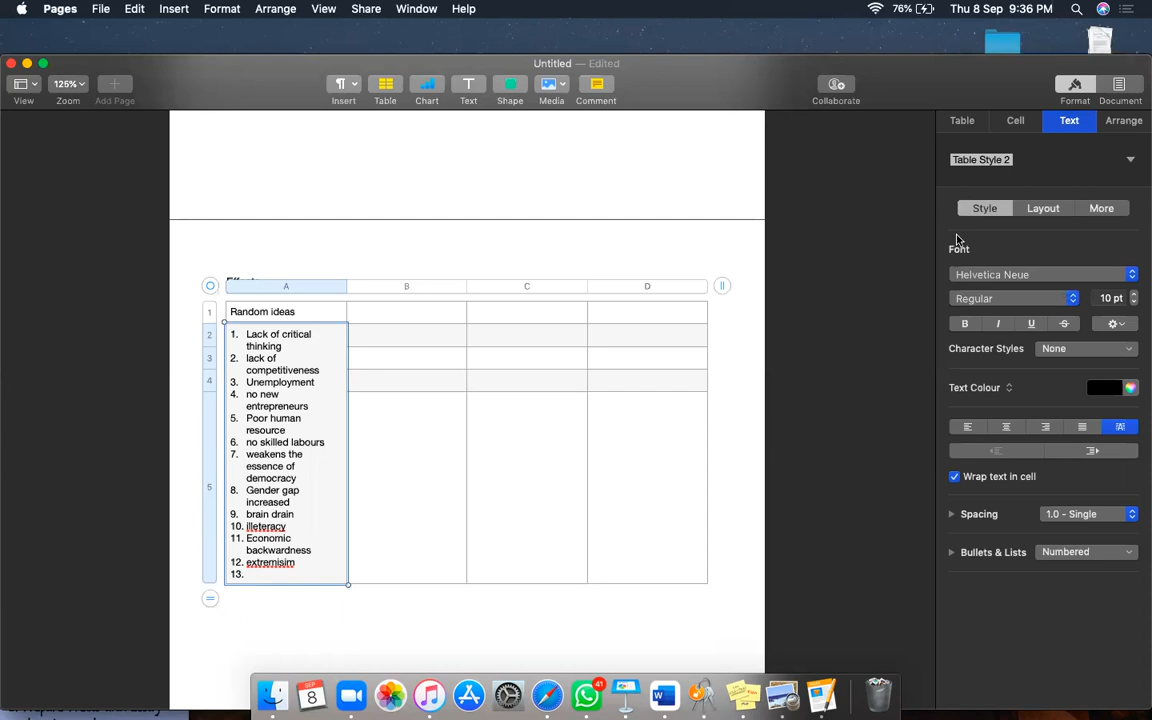 Pages File Edit Insert Format Arrange View Share Window Help 76% Thu 8 Sep 9:36 PM
Untitled — Edited
125%
View Zoom Add Page Insert Table Chart Text Shape Media Comment Collaborate Format Document
Table Cell Text Arrange
Table Style 2
Style Layout More
Font
Helvetica Neue
Regular 10 pt
B I U S
Character Styles None
Text Colour
Wrap text in cell
Spacing 1.0 - Single
Bullets & Lists Numbered
A B C D
1 Random ideas
2
3
4
5
1. Lack of critical
thinking
2. lack of
competitiveness
3. Unemployment
4. no new
entrepreneurs
5. Poor human
resource
6. no skilled labours
7. weakens the
essence of
democracy
8. Gender gap
increased
9. brain drain
10. illeteracy
11. Economic
backwardness
12. extremisim
13.
SEP
8
41